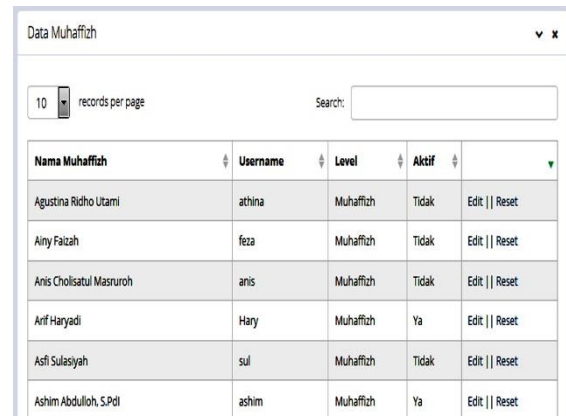 Data Muhaffizh
10 records per page Search:
Nama Muhaffizh Username Level Aktif
Agustina Ridho Utami athina Muhaffizh Tidak Edit || Reset
Ainy Faizah feza Muhaffizh Tidak Edit || Reset
Anis Cholisatul Masruroh anis Muhaffizh Tidak Edit || Reset
Arif Haryadi Hary Muhaffizh Ya Edit || Reset
Asfi Sulasiyah sul Muhaffizh Tidak Edit || Reset
Ashim Abdulloh, S.PdI ashim Muhaffizh Ya Edit || Reset